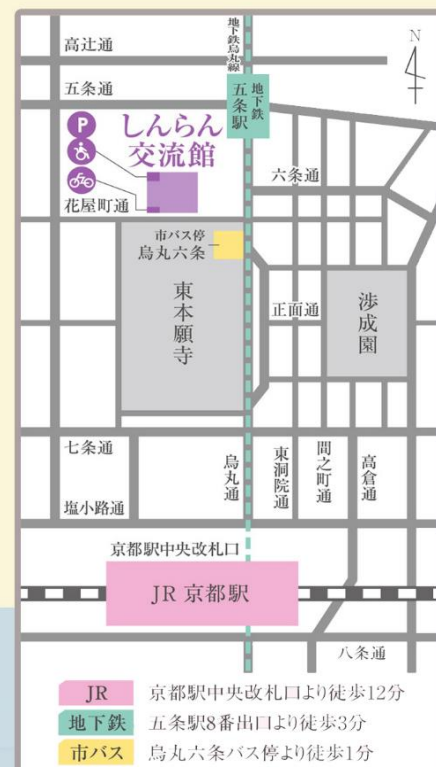 地下鉄烏丸線
高辻通
N
五条通
地下鉄
五条駅
P
しんらん
交流館
六条通
花屋町通
市バス停
烏丸六条
東本願寺
正面通
渉成園
七条通
烏丸通
東洞院通
間之町通
高倉通
塩小路通
京都駅中央改札口
JR 京都駅
八条通
JR 京都駅中央改札口より徒歩12分
地下鉄 五条駅8番出口より徒歩3分
市バス 烏丸六条バス停より徒歩1分